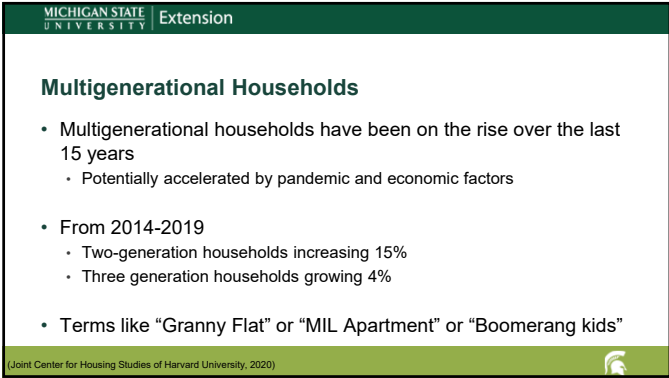 MICHIGAN STATE
UNIVERSITY
Extension
Multigenerational Households
• Multigenerational households have been on the rise over the last
15 years
• Potentially accelerated by pandemic and economic factors
• From 2014-2019
• Two-generation households increasing 15%
• Three generation households growing 4%
• Terms like “Granny Flat” or “MIL Apartment” or “Boomerang kids”
(Joint Center for Housing Studies of Harvard University, 2020)